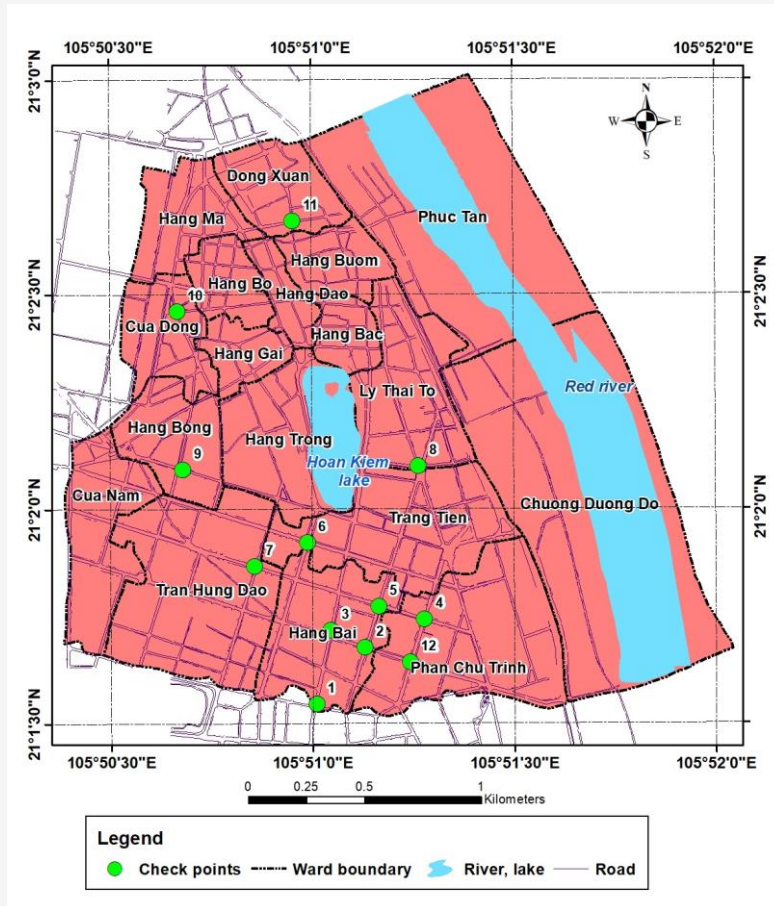 105°50'30"E 105°51'0"E 105°51'30"E 105°52'0"E
21°3'0"N
21°3'0"N
N
W E
S
Dong Xuan
11
Hang Ma
Phuc Tan
Hang Buom
21°2'30"N
21°2'30"N
10
Hang Bo
Hang Dao
Cua Dong
Hang Bac
Hang Gai
Ly Thai To
Red river
Hang Bong
Hang Trong
8
9
Hoan Kiem
lake
Cua Nam
Chuong Duong Do
21°2'0"N
21°2'0"N
Trang Tien
6
7
Tran Hung Dao
5
4
3
2
Hang Bai
12
Phan Chu Trinh
1
21°1'30"N
21°1'30"N
105°50'30"E 105°51'0"E 105°51'30"E 105°52'0"E
0 0.25 0.5 1
Kilometers
Legend
Check points Ward boundary River, lake Road